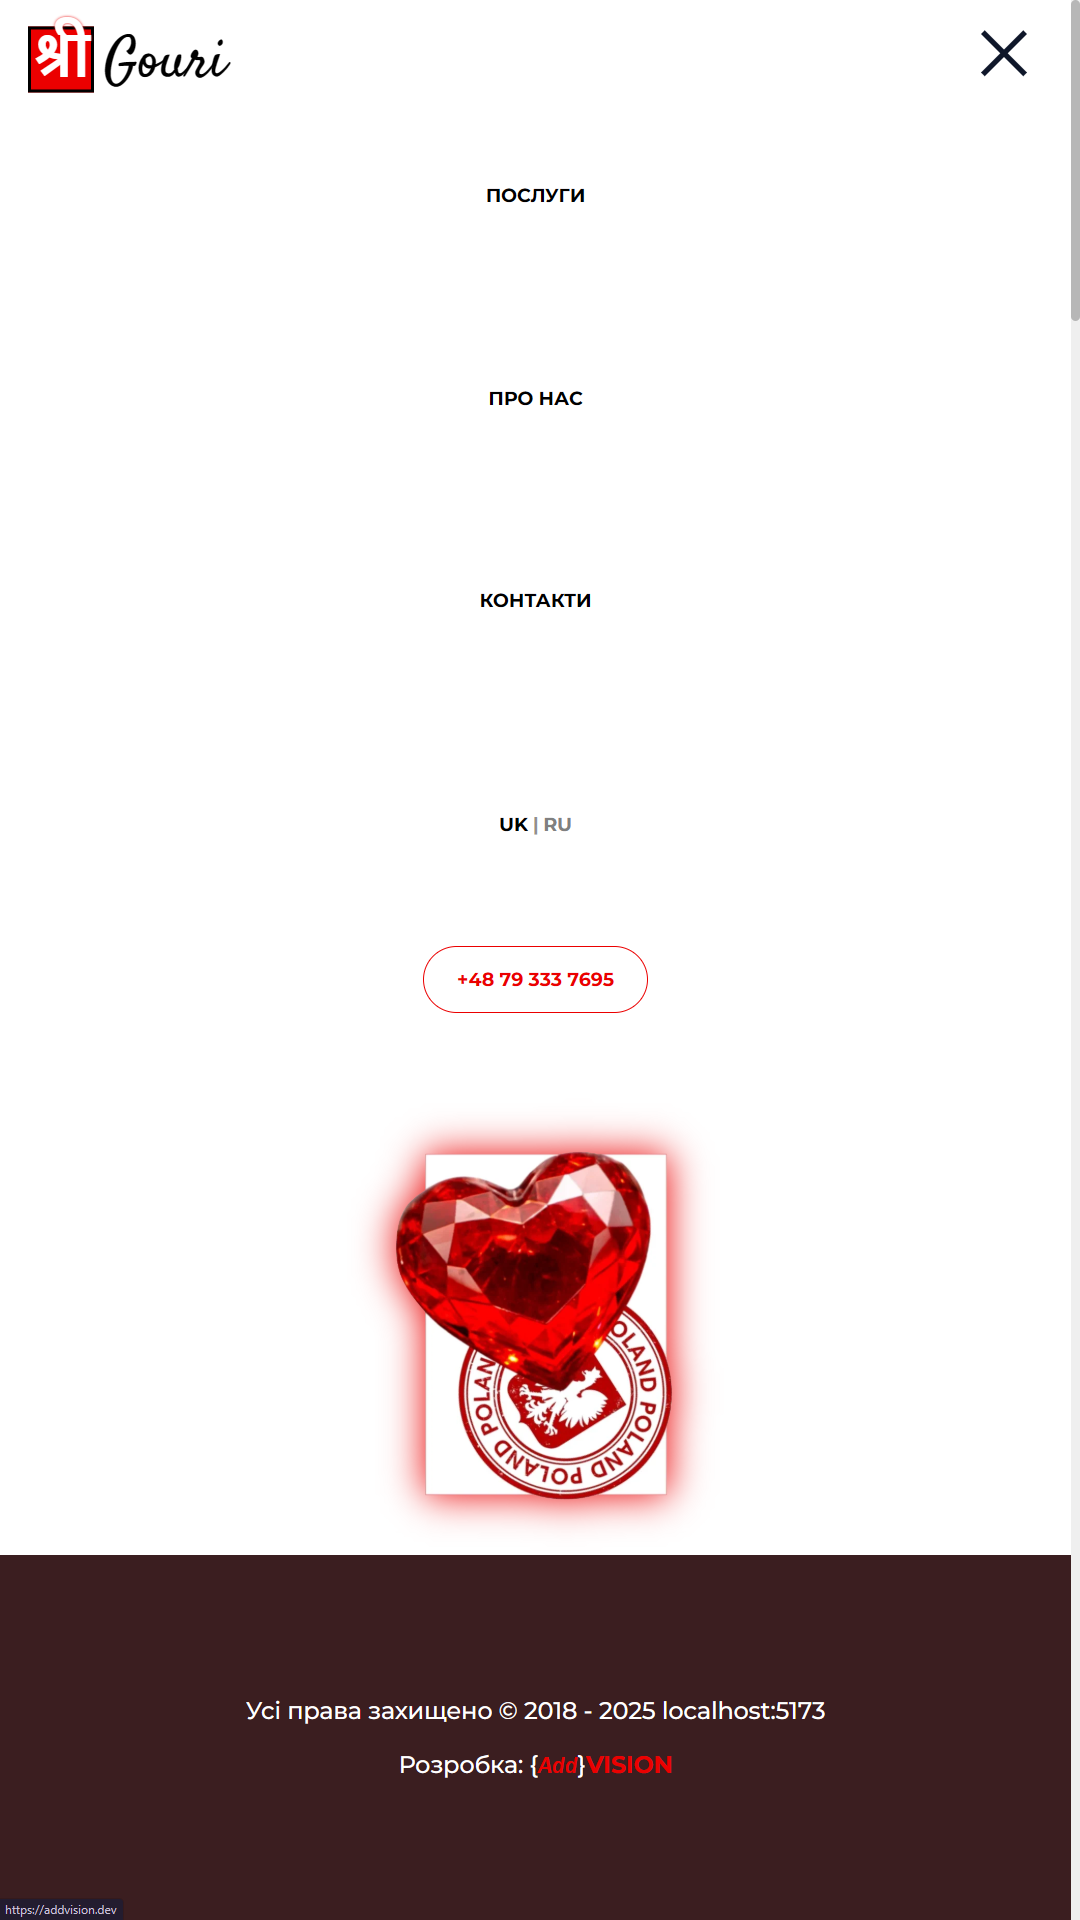 श्री Gouri
ПОСЛУГИ
ПРО НАС
КОНТАКТИ
UK | RU
+48 79 333 7695
POLAND POLAND POLAND POLAN
Усі права захищено © 2018 - 2025 localhost:5173
Розробка: {Add}VISION
https://addvision.dev